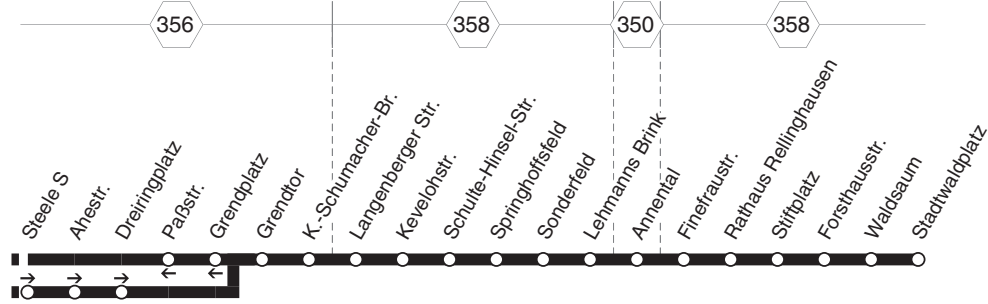 356
358
350
358
Steele S
Ahestr.
Dreiringplatz
Paßstr.
Grendplatz
Grendtor
K.-Schumacher-Br.
Langenberger Str.
Kevelohstr.
Schulte-Hinsel-Str.
Springhoffsfeld
Sonderfeld
Lehmanns Brink
Annental
Finefraustr.
Rathaus Rellinghausen
Stiftplatz
Forsthausstr.
Waldsaum
Stadtwaldplatz